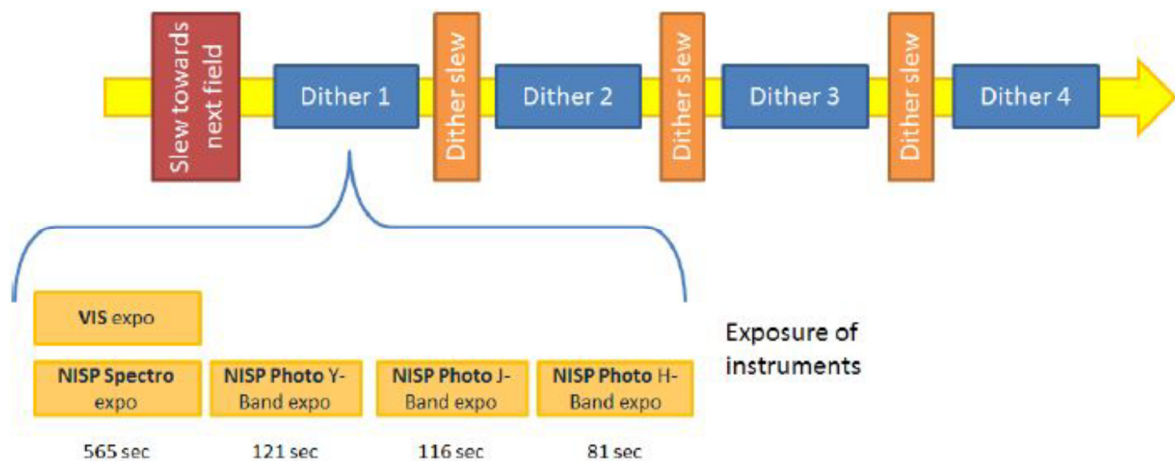 Slew towards
next field
Dither 1
Dither slew
Dither 2
Dither slew
Dither 3
Dither slew
Dither 4
VIS expo
NISP Spectro
expo
NISP Photo Y-
Band expo
NISP Photo J-
Band expo
NISP Photo H-
Band expo
Exposure of
instruments
565 sec
121 sec
116 sec
81 sec